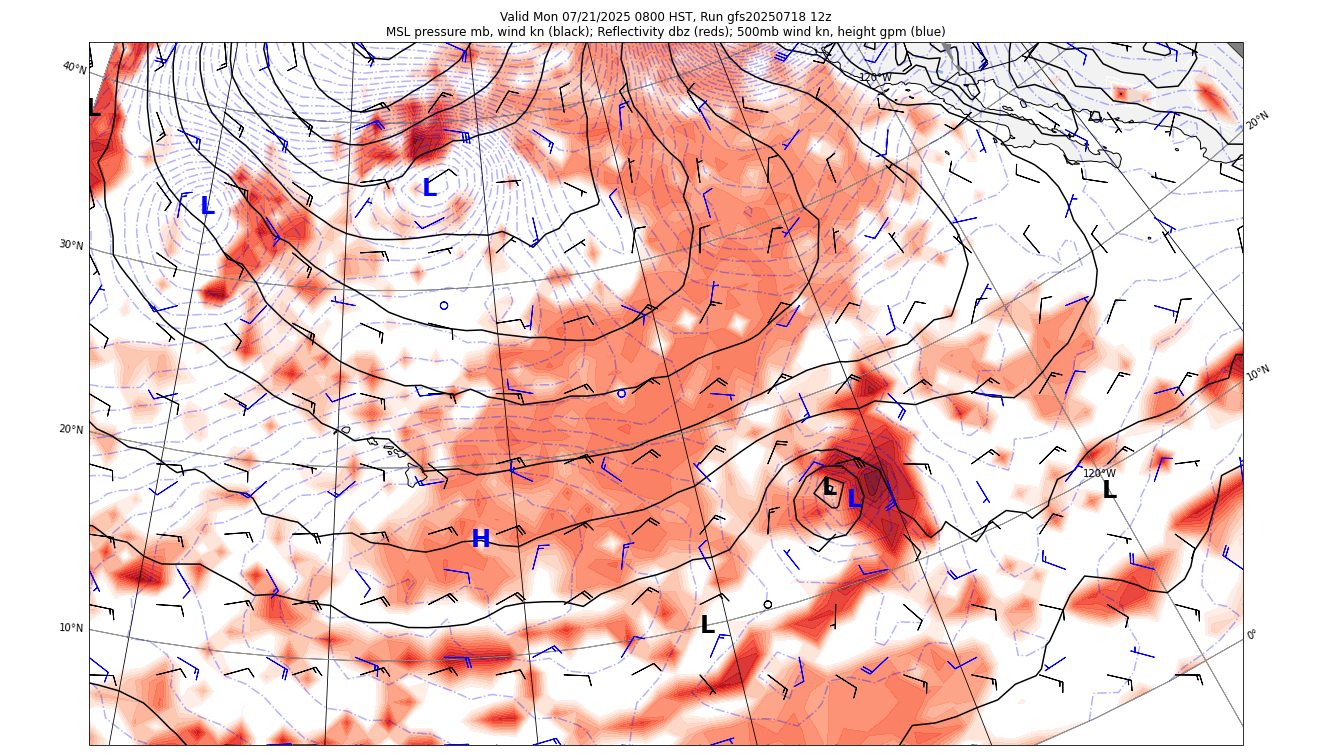 Valid Mon 07/21/2025 0800 HST, Run gfs20250718 12z
MSL pressure mb, wind kn (black); Reflectivity dbz (reds); 500mb wind kn, height gpm (blue)
40°N
120°W
20°N
L
L
L
30°N
10°N
20°N
120°W
L
L
L
H
10°N
L
0°